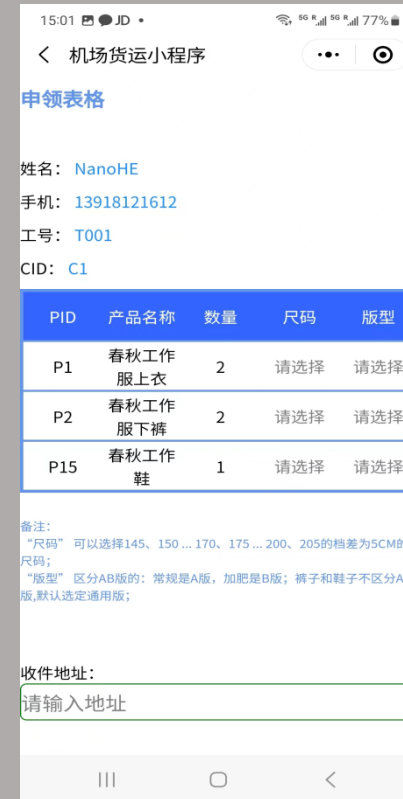 15:01 JD • 5G R 5G R 77%
机场货运小程序
申领表格
姓名： NanoHE
手机： 13918121612
工号： T001
CID： C1
PID 产品名称 数量 尺码 版型
P1 春秋工作服上衣 2 请选择 请选择
P2 春秋工作服下裤 2 请选择 请选择
P15 春秋工作鞋 1 请选择 请选择
备注：
“尺码” 可以选择145、150 ... 170、175 ... 200、205的档差为5CM的
尺码；
“版型” 区分AB版的：常规是A版，加肥是B版；裤子和鞋子不区分A
版,默认选定通用版；
收件地址：
请输入地址